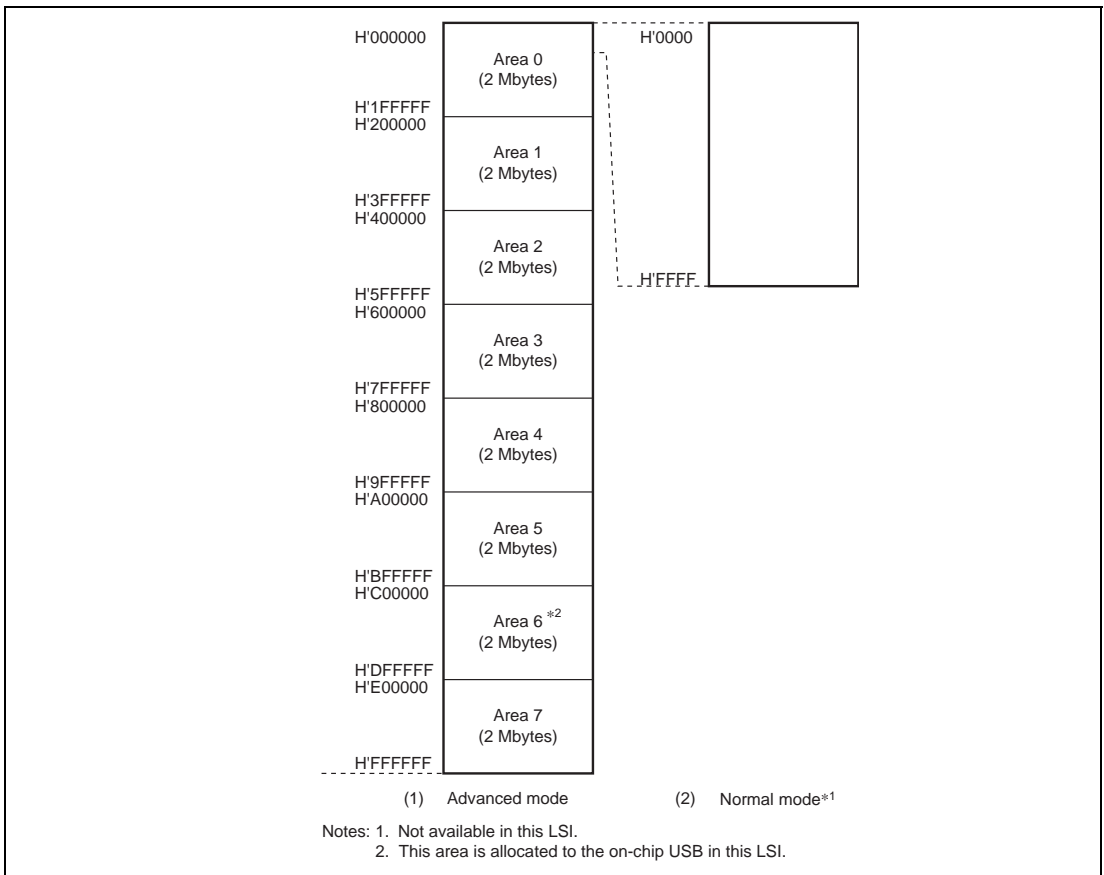 H'000000
Area 0
(2 Mbytes)
H'1FFFFF
H'200000
Area 1
(2 Mbytes)
H'3FFFFF
H'400000
Area 2
(2 Mbytes)
H'5FFFFF
H'600000
Area 3
(2 Mbytes)
H'7FFFFF
H'800000
Area 4
(2 Mbytes)
H'9FFFFF
H'A00000
Area 5
(2 Mbytes)
H'BFFFFF
H'C00000
Area 6 *2
(2 Mbytes)
H'DFFFFF
H'E00000
Area 7
(2 Mbytes)
H'FFFFFF
(1) Advanced mode
H'0000
H'FFFF
(2) Normal mode*1
Notes: 1. Not available in this LSI.
2. This area is allocated to the on-chip USB in this LSI.